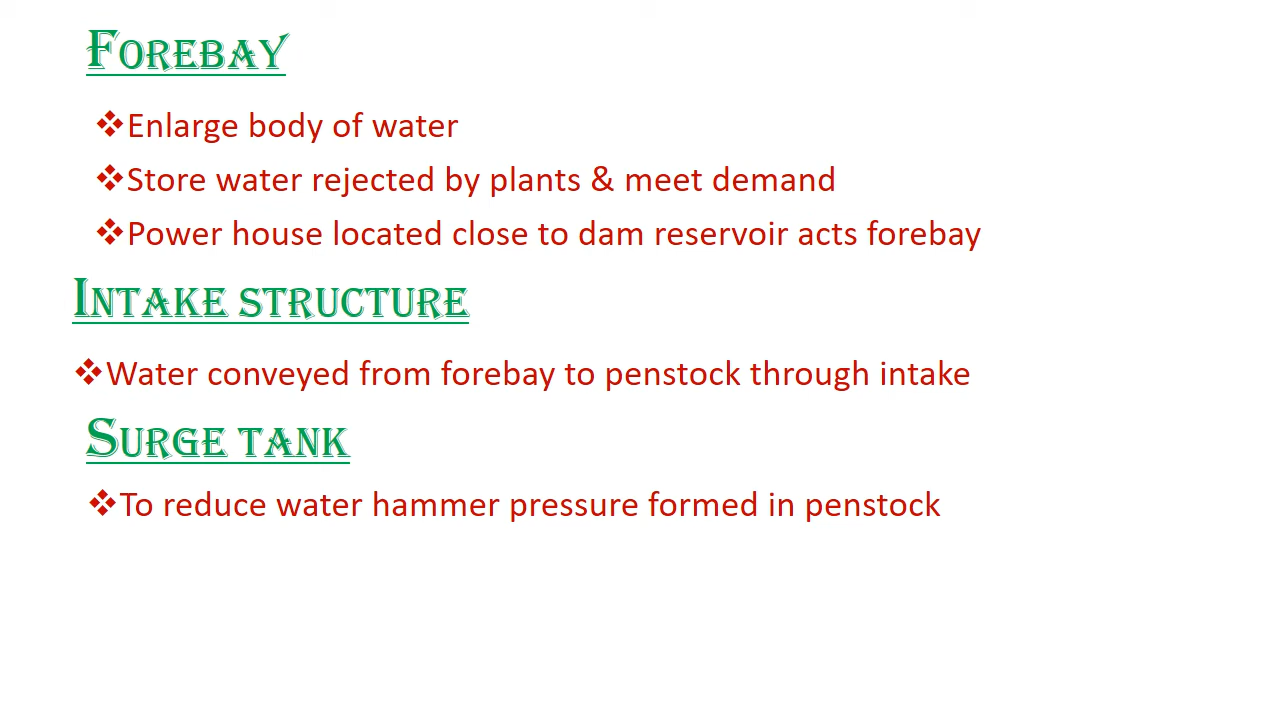 Forebay
❖Enlarge body of water
❖Store water rejected by plants & meet demand
❖Power house located close to dam reservoir acts forebay
Intake structure
❖Water conveyed from forebay to penstock through intake
Surge tank
❖To reduce water hammer pressure formed in penstock